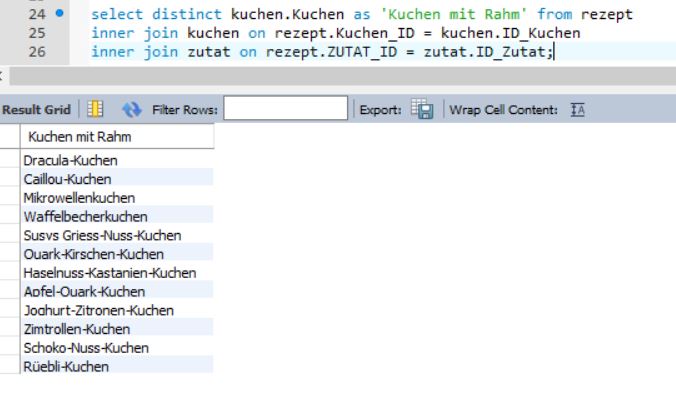 24 select distinct kuchen.Kuchen as 'Kuchen mit Rahm' from rezept
25 inner join kuchen on rezept.Kuchen_ID = kuchen.ID_Kuchen
26 inner join zutat on rezept.ZUTAT_ID = zutat.ID_Zutat;
Result Grid Filter Rows: Export: Wrap Cell Content: IA
Kuchen mit Rahm
Dracula-Kuchen
Caillou-Kuchen
Mikrowellenkuchen
Waffelbecherkuchen
Susys Griess-Nuss-Kuchen
Quark-Kirschen-Kuchen
Haselnuss-Kastanien-Kuchen
Apfel-Quark-Kuchen
Joghurt-Zitronen-Kuchen
Zimtrollen-Kuchen
Schoko-Nuss-Kuchen
Rüebli-Kuchen